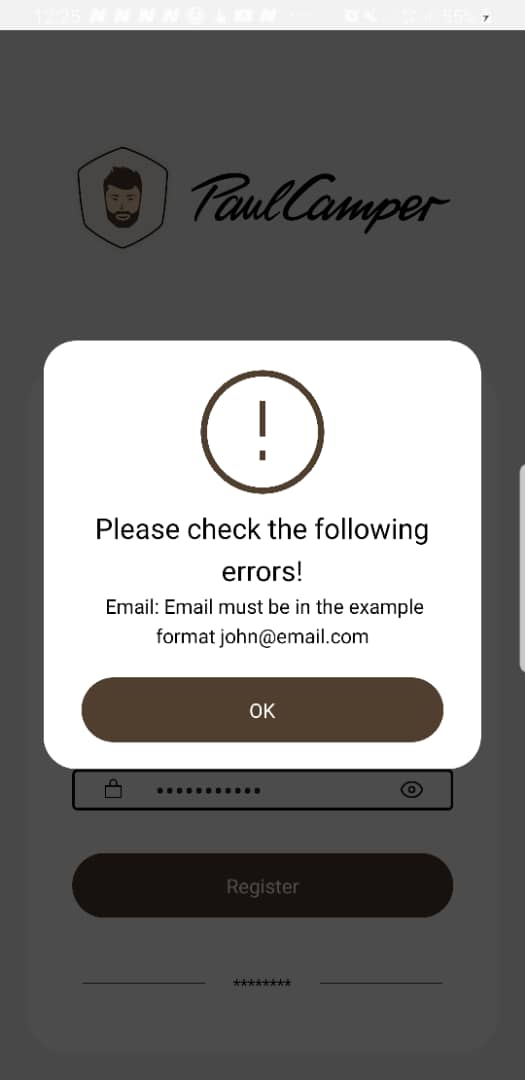 12:25
55%
PaulCamper
Please check the following
errors!
Email: Email must be in the example
format john@email.com
OK
•••••••••••
Register
********